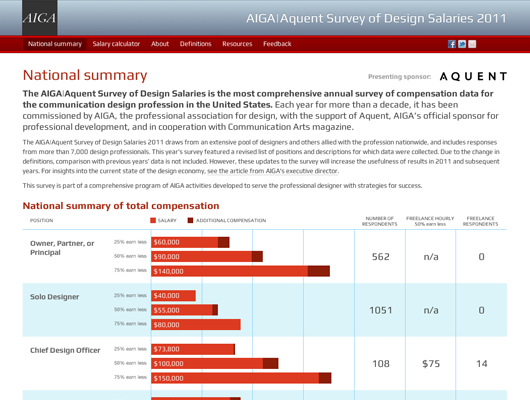 AIGA
AIGA|Aquent Survey of Design Salaries 2011
National summary Salary calculator About Definitions Resources Feedback
National summary
Presenting sponsor: AQUENT
The AIGA|Aquent Survey of Design Salaries is the most comprehensive annual survey of compensation data for
the communication design profession in the United States. Each year for more than a decade, it has been
commissioned by AIGA, the professional association for design, with the support of Aquent, AIGA's official sponsor for
professional development, and in cooperation with Communication Arts magazine.
The AIGA|Aquent Survey of Design Salaries 2011 draws from an extensive pool of designers and others allied with the profession nationwide, and includes responses
from more than 7,000 design professionals. This year's survey featured a revised list of positions and descriptions for which data were collected. Due to the change in
definitions, comparison with previous years' data is not included. However, these updates to the survey will increase the usefulness of results in 2011 and subsequent
years. For insights into the current state of the design economy, see the article from AIGA's executive director.
This survey is part of a comprehensive program of AIGA activities developed to serve the professional designer with strategies for success.
National summary of total compensation
POSITION SALARY ADDITIONAL COMPENSATION NUMBER OF RESPONDENTS FREELANCE HOURLY 50% earn less FREELANCE RESPONDENTS
Owner, Partner, or
Principal
25% earn less $60,000
50% earn less $90,000
75% earn less $140,000
562 n/a 0
Solo Designer
25% earn less $40,000
50% earn less $55,000
75% earn less $80,000
1051 n/a 0
Chief Design Officer
25% earn less $73,800
50% earn less $100,000
75% earn less $150,000
108 $75 14